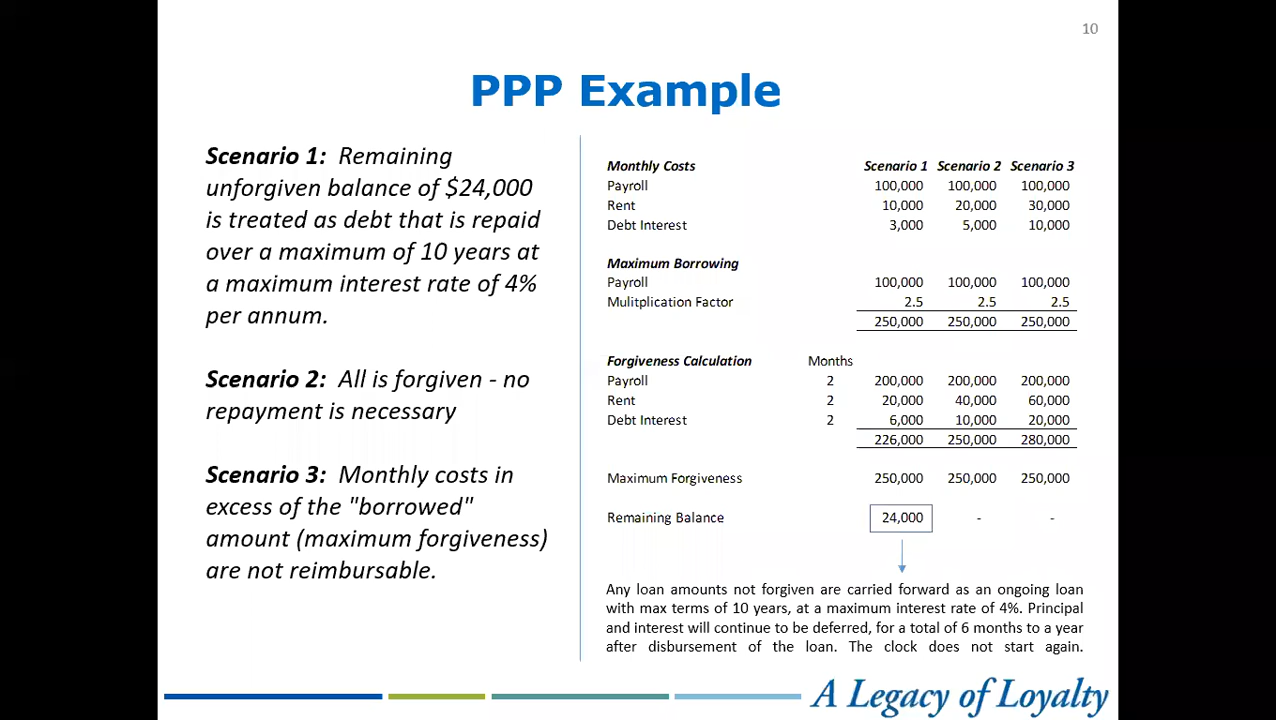 10
PPP Example
Scenario 1: Remaining
unforgiven balance of $24,000
is treated as debt that is repaid
over a maximum of 10 years at
a maximum interest rate of 4%
per annum.
Scenario 2: All is forgiven - no
repayment is necessary
Scenario 3: Monthly costs in
excess of the "borrowed"
amount (maximum forgiveness)
are not reimbursable.
Monthly Costs Scenario 1 Scenario 2 Scenario 3
Payroll 100,000 100,000 100,000
Rent 10,000 20,000 30,000
Debt Interest 3,000 5,000 10,000
Maximum Borrowing
Payroll 100,000 100,000 100,000
Mulitplication Factor 2.5 2.5 2.5
250,000 250,000 250,000
Forgiveness Calculation Months
Payroll 2 200,000 200,000 200,000
Rent 2 20,000 40,000 60,000
Debt Interest 2 6,000 10,000 20,000
226,000 250,000 280,000
Maximum Forgiveness 250,000 250,000 250,000
Remaining Balance 24,000 - -
Any loan amounts not forgiven are carried forward as an ongoing loan
with max terms of 10 years, at a maximum interest rate of 4%. Principal
and interest will continue to be deferred, for a total of 6 months to a year
after disbursement of the loan. The clock does not start again.
A Legacy of Loyalty